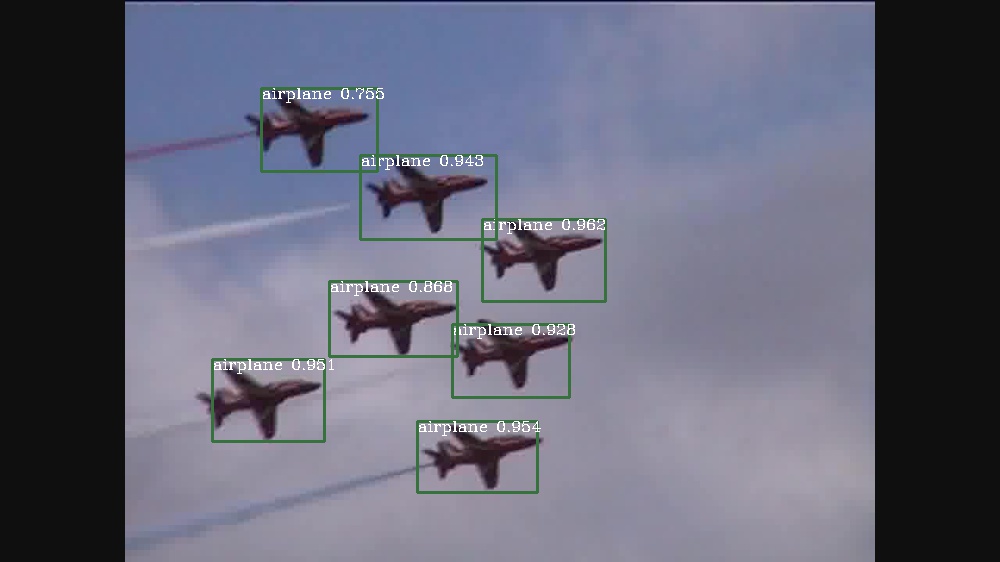 airplane 0.755
airplane 0.943
airplane 0.962
airplane 0.868
airplane 0.928
airplane 0.951
airplane 0.954